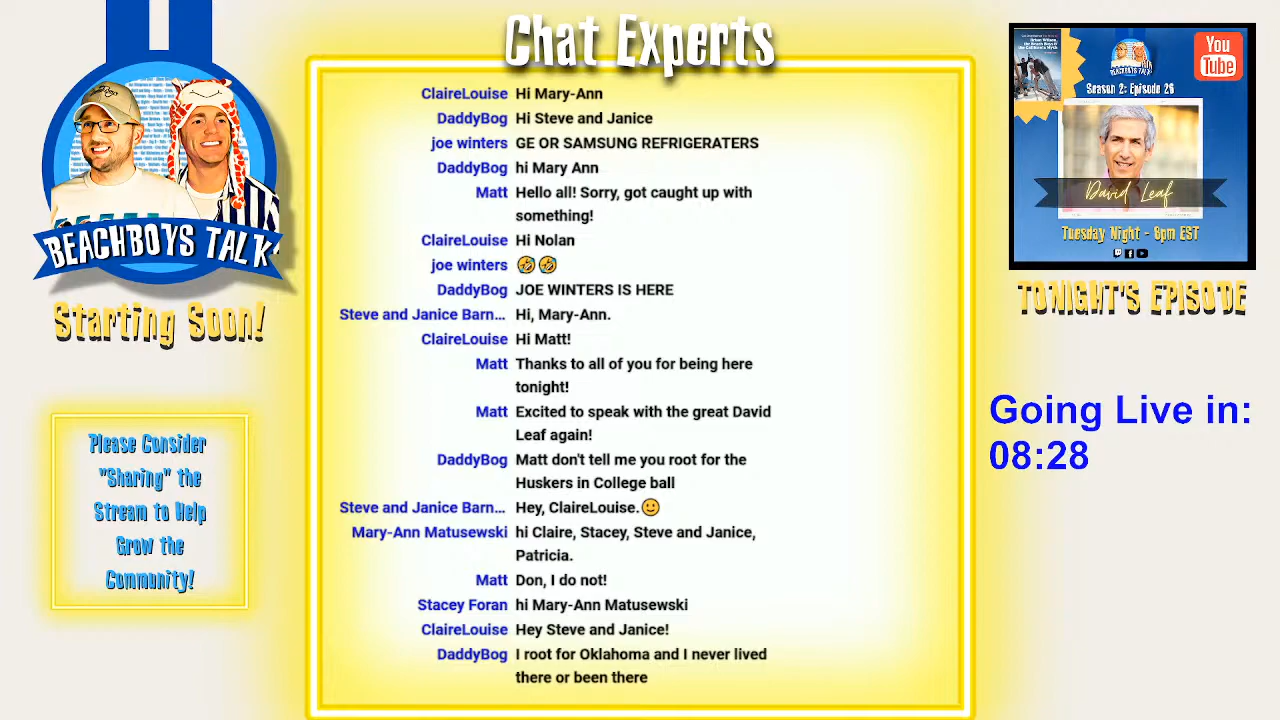 BEACHBOYS TALK
Starting Soon!
Please Consider
"Sharing" the
Stream to Help
Grow the
Community!
Chat Experts
ClaireLouise Hi Mary-Ann
DaddyBog Hi Steve and Janice
joe winters GE OR SAMSUNG REFRIGERATERS
DaddyBog hi Mary Ann
Matt Hello all! Sorry, got caught up with
something!
ClaireLouise Hi Nolan
joe winters 🤣🤣
DaddyBog JOE WINTERS IS HERE
Steve and Janice Barn... Hi, Mary-Ann.
ClaireLouise Hi Matt!
Matt Thanks to all of you for being here
tonight!
Matt Excited to speak with the great David
Leaf again!
DaddyBog Matt don't tell me you root for the
Huskers in College ball
Steve and Janice Barn... Hey, ClaireLouise.🙂
Mary-Ann Matusewski hi Claire, Stacey, Steve and Janice,
Patricia.
Matt Don, I do not!
Stacey Foran hi Mary-Ann Matusewski
ClaireLouise Hey Steve and Janice!
DaddyBog I root for Oklahoma and I never lived
there or been there
BEACHBOYS TALK
You
Tube
Season 2: Episode 26
David Leaf
Tuesday Night - 8pm EST
TONIGHT'S EPISODE
Going Live in:
08:28